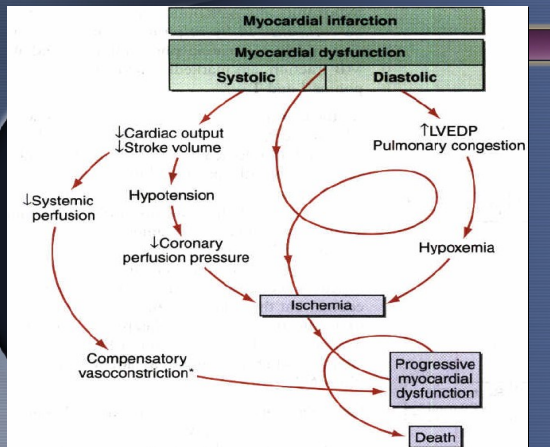 Myocardial infarction
Myocardial dysfunction
Systolic
Diastolic
↓Cardiac output
↓Stroke volume
↑LVEDP
Pulmonary congestion
↓Systemic
perfusion
Hypotension
↓Coronary
perfusion pressure
Hypoxemia
Ischemia
Compensatory
vasoconstriction*
Progressive
myocardial
dysfunction
Death